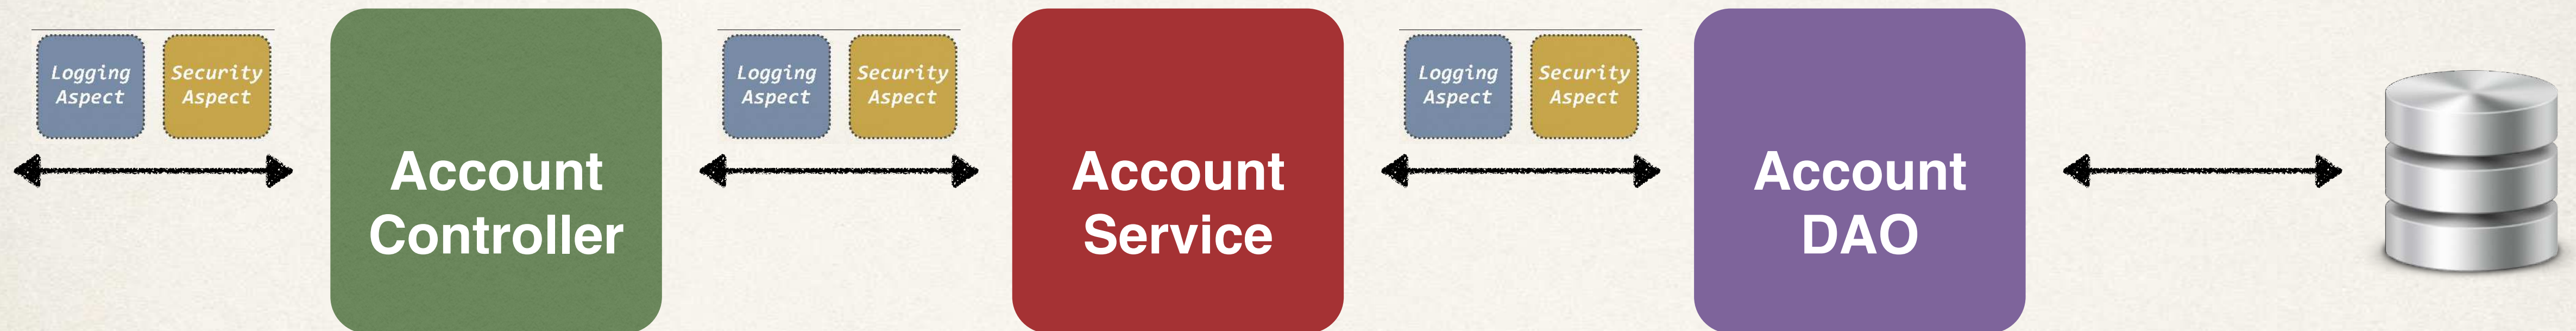 Logging
Aspect
Security
Aspect
Account
Controller
Logging
Aspect
Security
Aspect
Account
Service
Logging
Aspect
Security
Aspect
Account
DAO